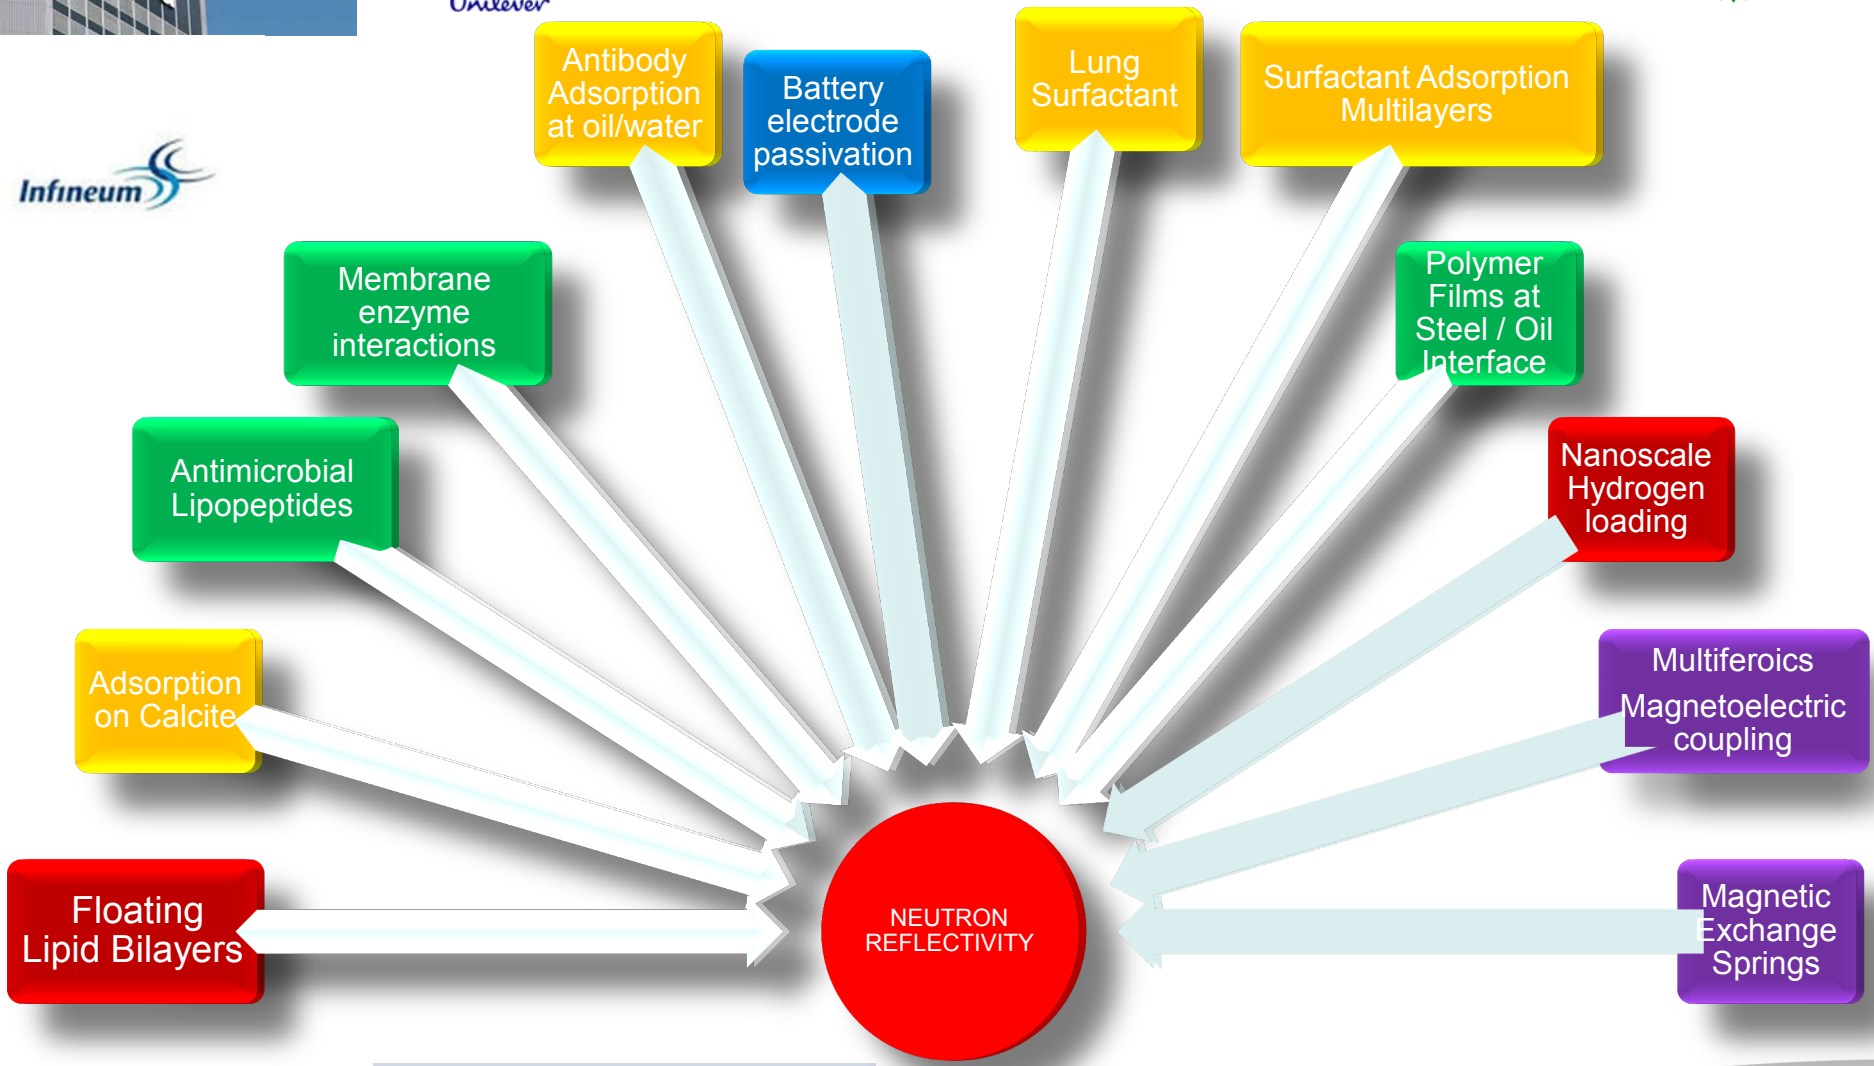 Unilever
Infineum
Antibody
Adsorption
at oil/water
Battery
electrode
passivation
Lung
Surfactant
Surfactant Adsorption
Multilayers
Membrane
enzyme
interactions
Polymer
Films at
Steel / Oil
Interface
Antimicrobial
Lipopeptides
Nanoscale
Hydrogen
loading
Adsorption
on Calcite
Multiferoics
Magnetoelectric
coupling
Floating
Lipid Bilayers
NEUTRON
REFLECTIVITY
Magnetic
Exchange
Springs